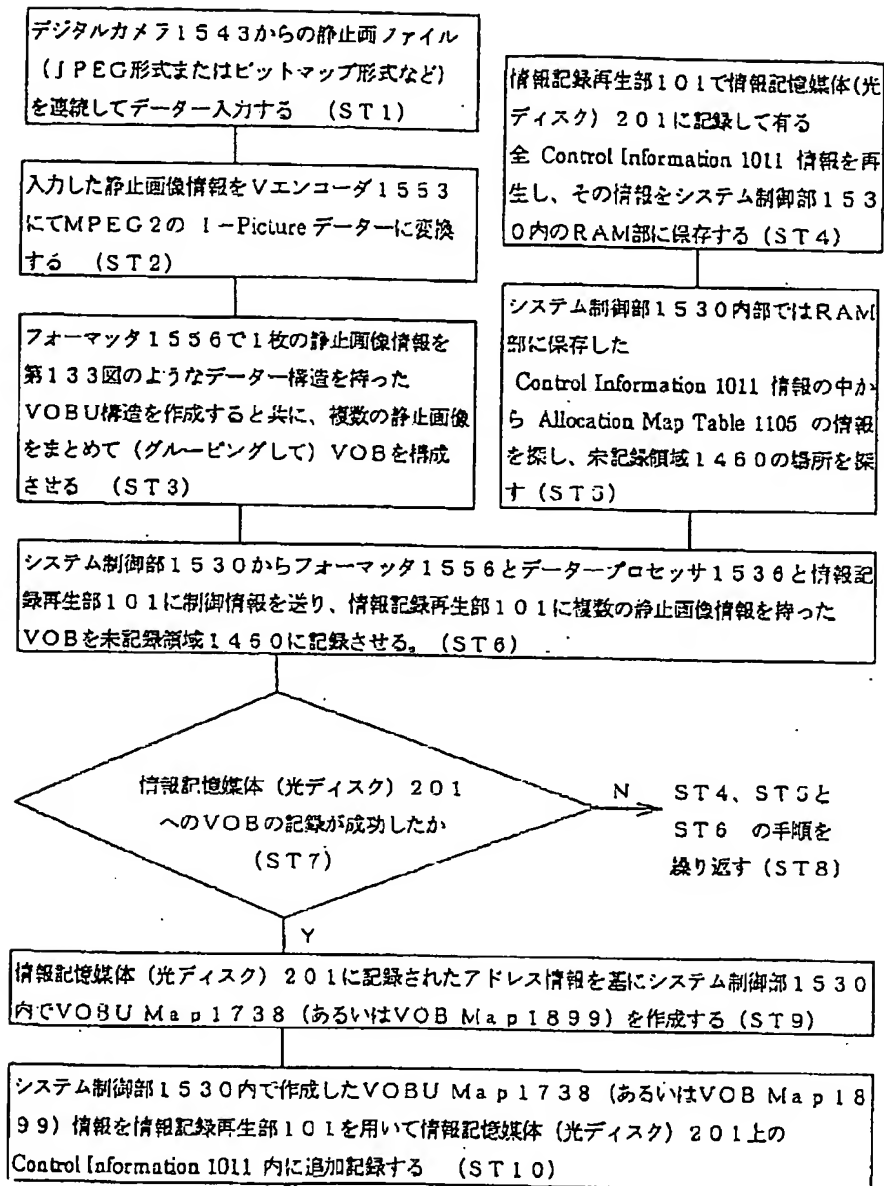 デジタルカメラ1543からの静止画ファイル
(JPEG形式またはビットマップ形式など)
を連続してデーター入力する (ST1)
入力した静止画像情報をVエンコーダ1553
にてMPEG2の I-Picture データーに変換
する (ST2)
フォーマッタ1556で1枚の静止画像情報を
第133図のようなデーター構造を持った
VOBU構造を作成すると共に、複数の静止画像
をまとめて(グルーピングして)VOBを構成
させる (ST3)
情報記録再生部101で情報記憶媒体(光
ディスク)201に記録して有る
全 Control Information 1011 情報を再
生し、その情報をシステム制御部153
0内のRAM部に保存する(ST4)
システム制御部1530内部ではRAM
部に保存した
Control Information 1011 情報の中か
ら Allocation Map Table 1105 の情報
を探し、未記録領域1460の場所を探
す(ST5)
システム制御部1530からフォーマッタ1556とデータープロセッサ1536と情報記
録再生部101に制御情報を送り、情報記録再生部101に複数の静止画像情報を持った
VOBを未記録領域1460に記録させる。(ST6)
情報記憶媒体(光ディスク)201
へのVOBの記録が成功したか
(ST7)
N
ST4、ST5と
ST6 の手順を
繰り返す(ST8)
Y
情報記憶媒体(光ディスク)201に記録されたアドレス情報を基にシステム制御部1530
内でVOBU Map1738(あるいはVOB Map1899)を作成する(ST9)
システム制御部1530内で作成したVOBU Map1738(あるいはVOB Map18
99)情報を情報記録再生部101を用いて情報記憶媒体(光ディスク)201上の
Control Information 1011 内に追加記録する (ST10)